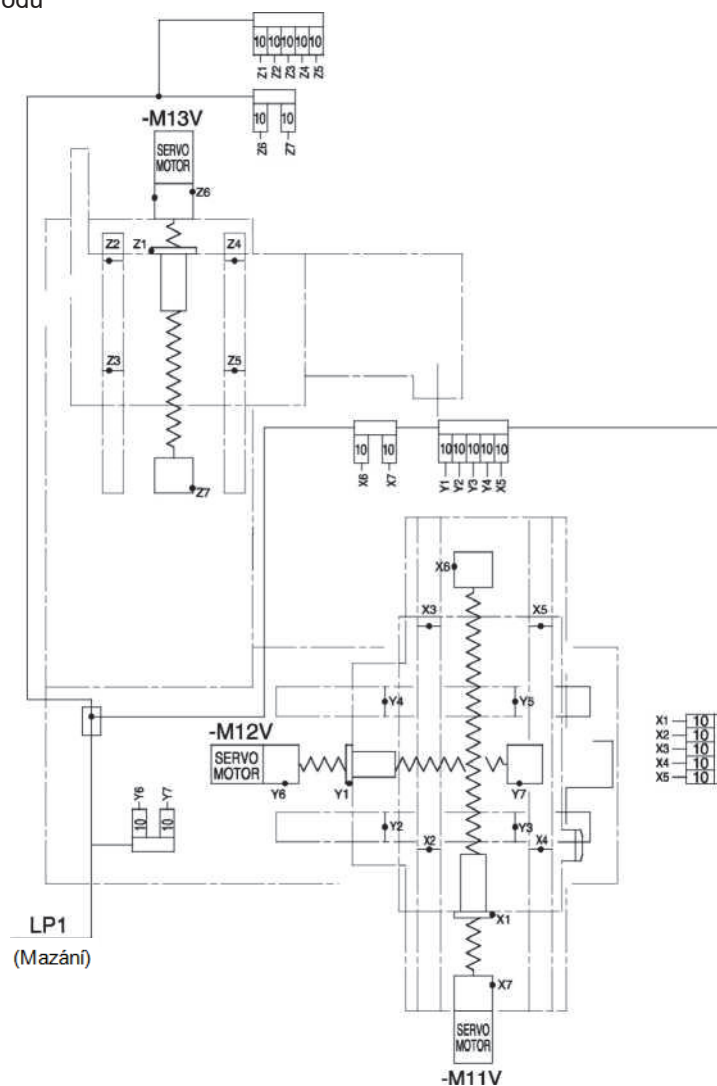 odu
10 10 10 10 10
Z1 Z2 Z3 Z4 Z5
10 10
Z6 Z7
-M13V
SERVO
MOTOR
Z6
Z2 Z1 Z4
Z3 Z5
Z7
10 10
X6 X7
10 10 10 10 10
Y1 Y2 Y3 Y4 X5
X6
X3 X5
Y4 Y5
-M12V
SERVO
MOTOR
Y6 Y1 Y7
X1 10
X2 10
X3 10
X4 10
X5 10
Y6 Y7
10 10
Y2 Y3
X2 X4
LP1
(Mazání)
X1
X7
SERVO
MOTOR
-M11V